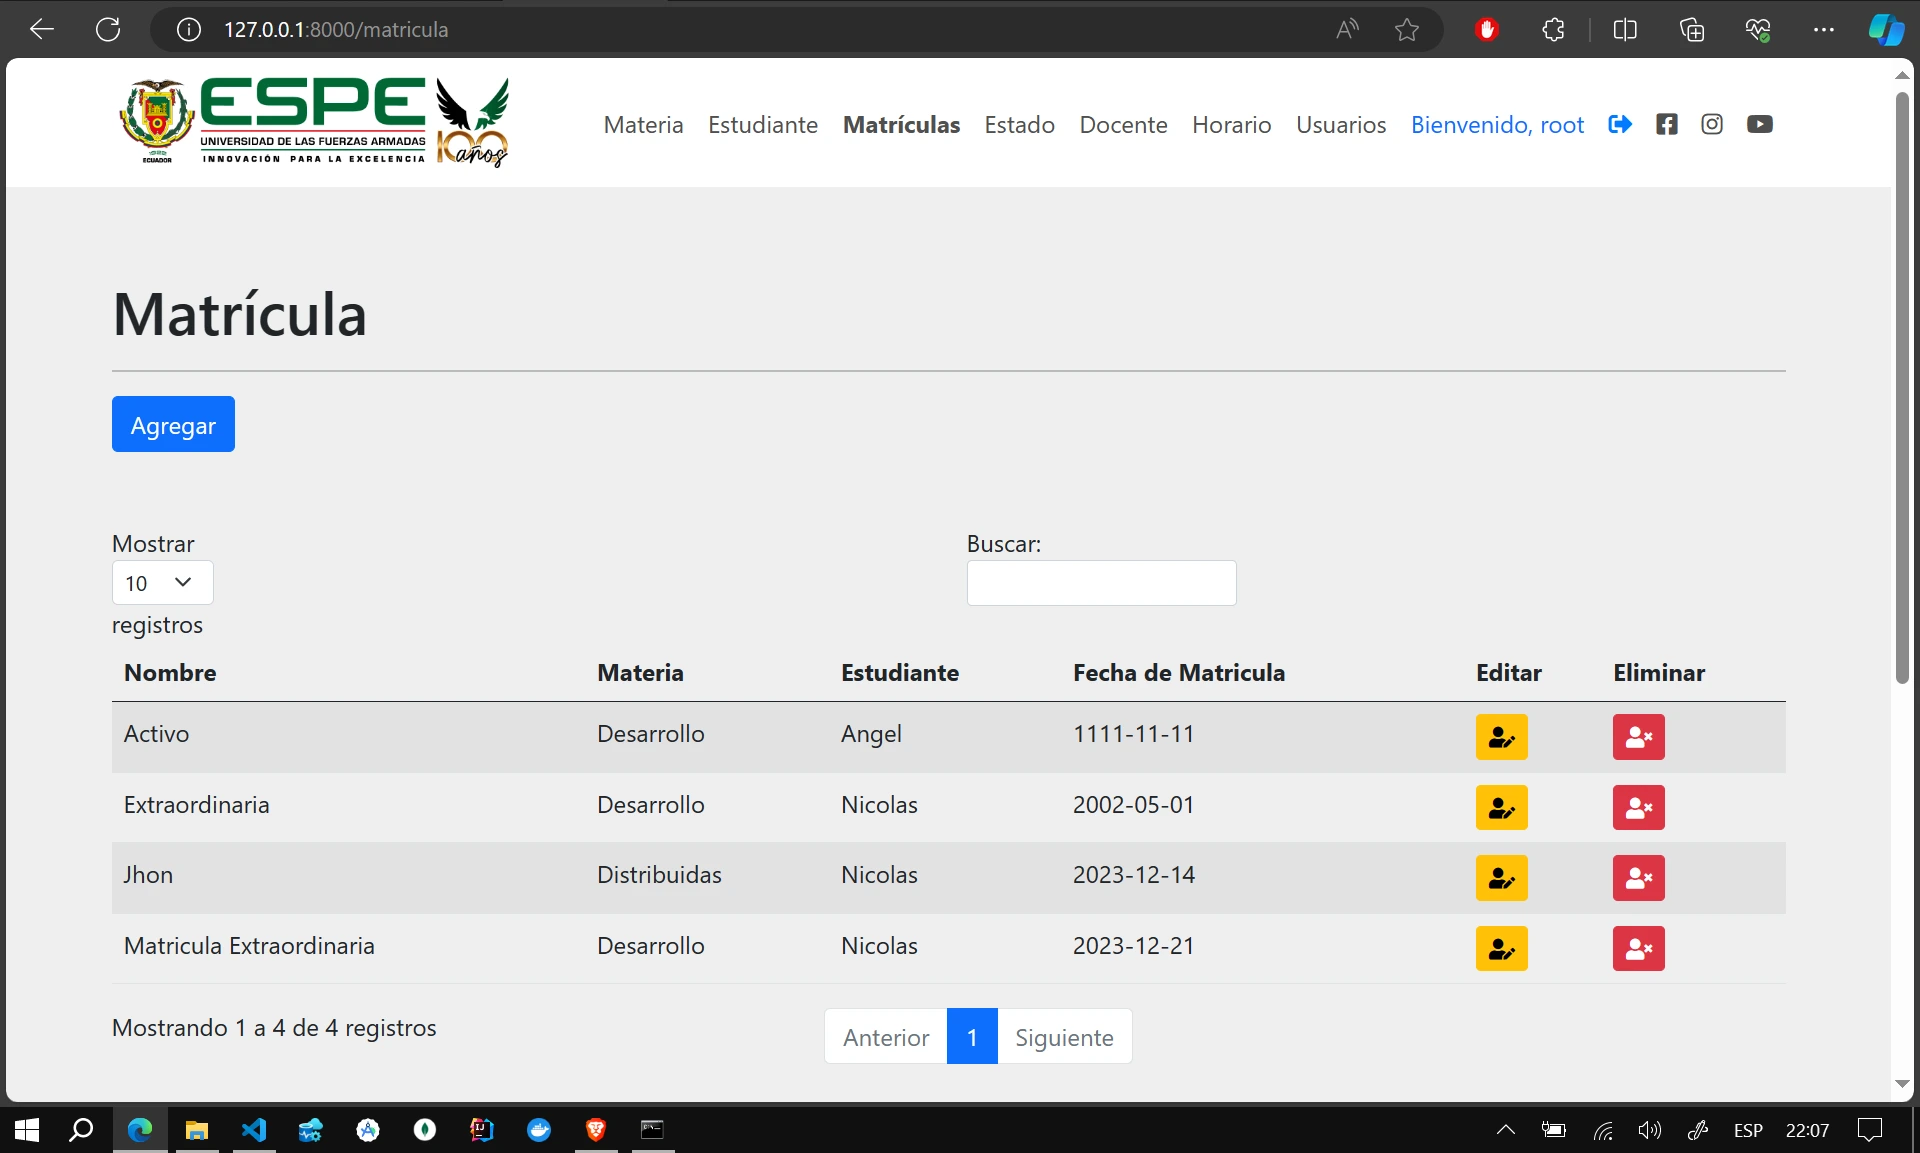 127.0.0.1:8000/matricula
ESPE
UNIVERSIDAD DE LAS FUERZAS ARMADAS
INNOVACIÓN PARA LA EXCELENCIA
ECUADOR
100 años
Materia Estudiante Matrículas Estado Docente Horario Usuarios Bienvenido, root
Matrícula
Agregar
Mostrar Buscar:
10
registros
Nombre Materia Estudiante Fecha de Matricula Editar Eliminar
Activo Desarrollo Angel 1111-11-11
Extraordinaria Desarrollo Nicolas 2002-05-01
Jhon Distribuidas Nicolas 2023-12-14
Matricula Extraordinaria Desarrollo Nicolas 2023-12-21
Mostrando 1 a 4 de 4 registros Anterior 1 Siguiente
ESP 22:07